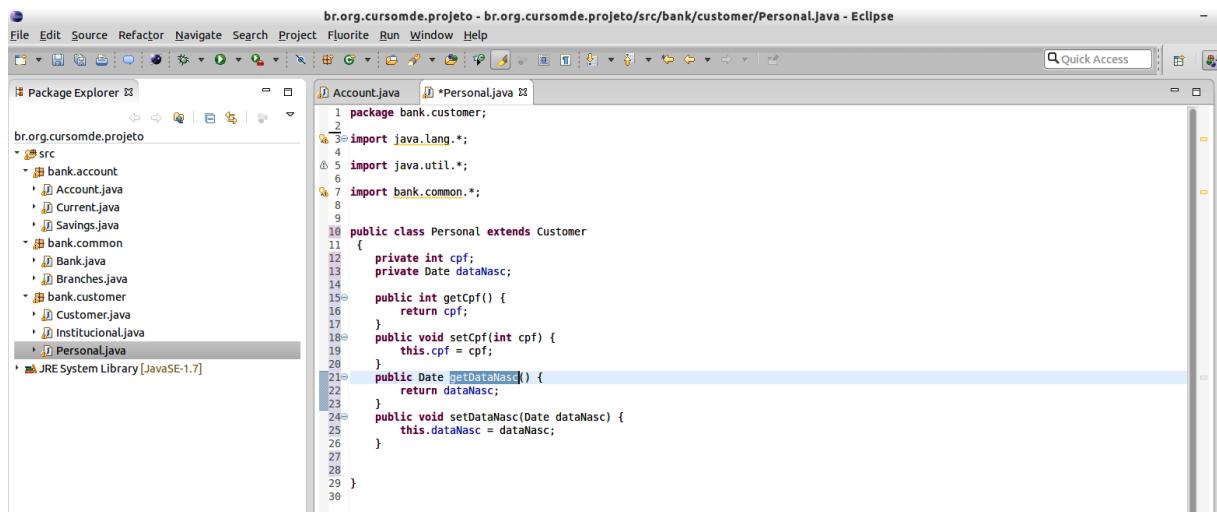 br.org.cursomde.projeto - br.org.cursomde.projeto/src/bank/customer/Personal.java - Eclipse
File Edit Source Refactor Navigate Search Project Fluorite Run Window Help
Quick Access
Package Explorer
br.org.cursomde.projeto
src
bank.account
Account.java
Current.java
Savings.java
bank.common
Bank.java
Branches.java
bank.customer
Customer.java
Institucional.java
Personal.java
JRE System Library [JavaSE-1.7]
Account.java *Personal.java
1 package bank.customer;
2
3 import java.lang.*;
4
5 import java.util.*;
6
7 import bank.common.*;
8
9
10 public class Personal extends Customer
11 {
12 private int cpf;
13 private Date dataNasc;
14
15 public int getCpf() {
16 return cpf;
17 }
18 public void setCpf(int cpf) {
19 this.cpf = cpf;
20 }
21 public Date getDataNasc() {
22 return dataNasc;
23 }
24 public void setDataNasc(Date dataNasc) {
25 this.dataNasc = dataNasc;
26 }
27
28
29 }
30